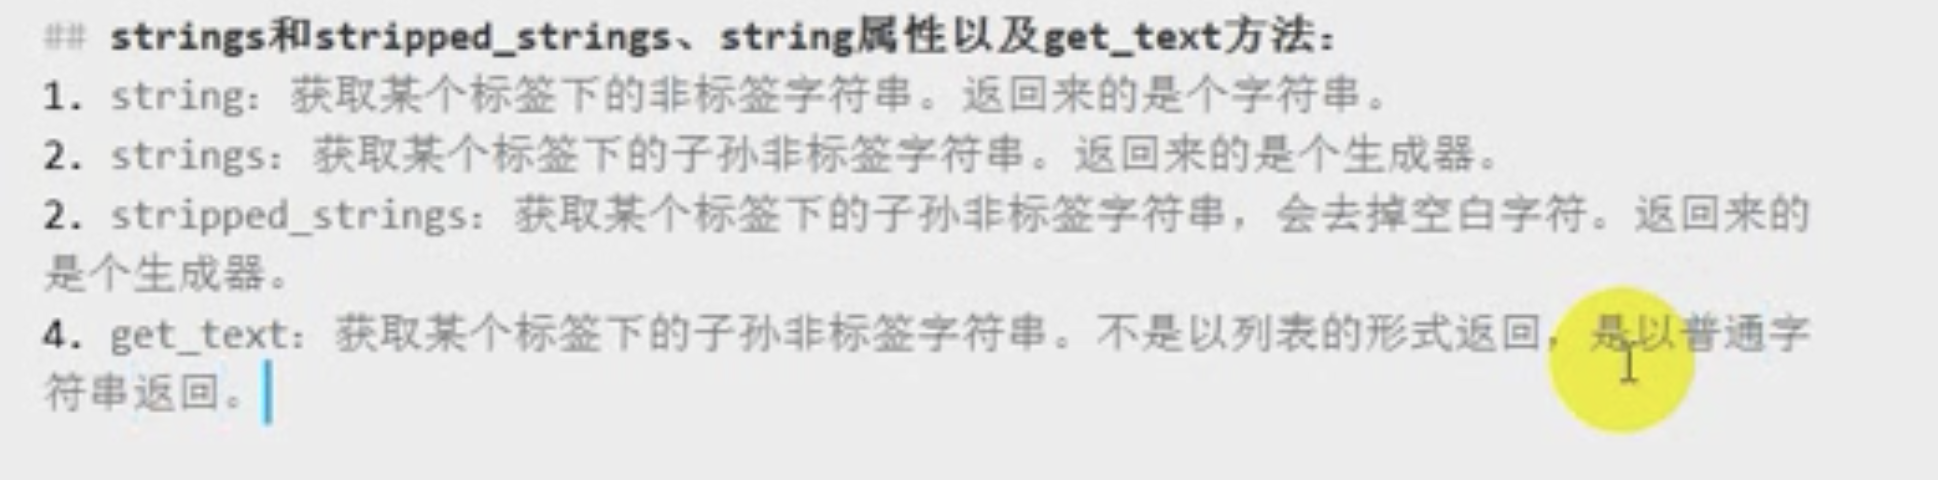 ## strings和stripped_strings、string属性以及get_text方法：
1. string：获取某个标签下的非标签字符串。返回来的是个字符串。
2. strings：获取某个标签下的子孙非标签字符串。返回来的是个生成器。
2. stripped_strings：获取某个标签下的子孙非标签字符串，会去掉空白字符。返回来的
是个生成器。
4. get_text：获取某个标签下的子孙非标签字符串。不是以列表的形式返回，是以普通字
符串返回。